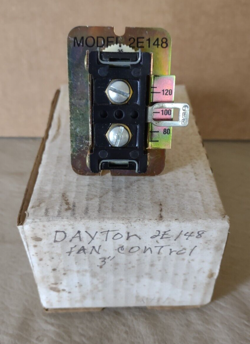 MODEL 2E148
120
100
80
DAYTON 2E148
FAN CONTROL
3"